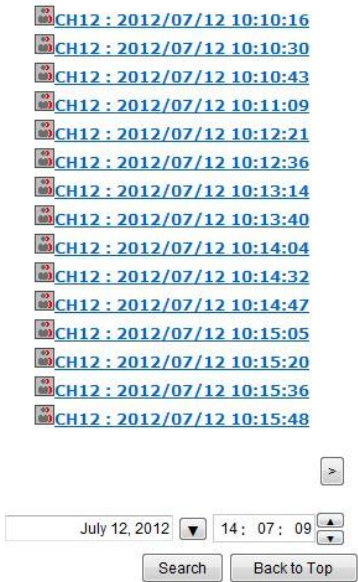 CH12 : 2012/07/12 10:10:16
CH12 : 2012/07/12 10:10:30
CH12 : 2012/07/12 10:10:43
CH12 : 2012/07/12 10:11:09
CH12 : 2012/07/12 10:12:21
CH12 : 2012/07/12 10:12:36
CH12 : 2012/07/12 10:13:14
CH12 : 2012/07/12 10:13:40
CH12 : 2012/07/12 10:14:04
CH12 : 2012/07/12 10:14:32
CH12 : 2012/07/12 10:14:47
CH12 : 2012/07/12 10:15:05
CH12 : 2012/07/12 10:15:20
CH12 : 2012/07/12 10:15:36
CH12 : 2012/07/12 10:15:48
>
July 12, 2012 14: 07: 09
Search Back to Top